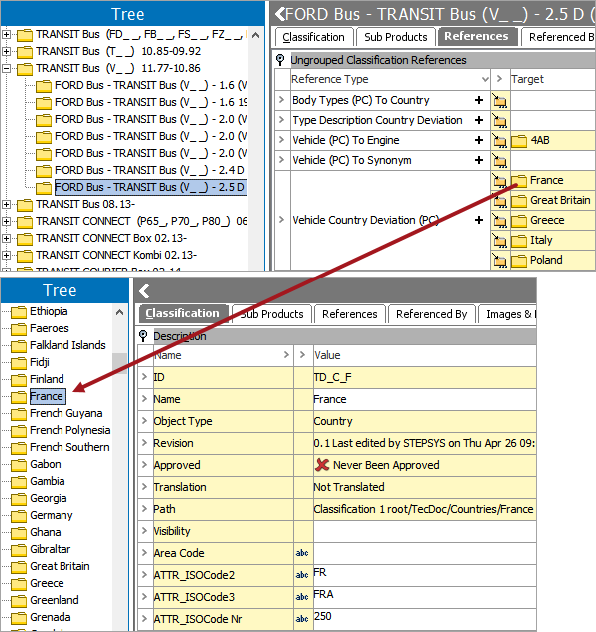 Tree
TRANSIT Bus (FD_ _, FB_ _, FS_ _, FZ_ _,
TRANSIT Bus (T_ _) 10.85-09.92
TRANSIT Bus (V_ _) 11.77-10.86
FORD Bus - TRANSIT Bus (V_ _) - 1.6 (V
FORD Bus - TRANSIT Bus (V_ _) - 1.6 19
FORD Bus - TRANSIT Bus (V_ _) - 2.0 (V
FORD Bus - TRANSIT Bus (V_ _) - 2.0 (V
FORD Bus - TRANSIT Bus (V_ _) - 2.0 (V
FORD Bus - TRANSIT Bus (V_ _) - 2.4 D
FORD Bus - TRANSIT Bus (V_ _) - 2.5 D
TRANSIT Bus 08.13-
TRANSIT CONNECT (P65_, P70_, P80_) 06
TRANSIT CONNECT Box 02.13-
TRANSIT CONNECT Kombi 02.13-
TRANSIT COURIER Box 02.14-
FORD Bus - TRANSIT Bus (V_ _) - 2.5 D (
Classification Sub Products References Referenced B
Ungrouped Classification References
Reference Type > Target
Body Types (PC) To Country +
Type Description Country Deviation +
Vehicle (PC) To Engine + 4AB
Vehicle (PC) To Synonym +
Vehicle Country Deviation (PC) +
France
Great Britain
Greece
Italy
Poland
Tree
Ethiopia
Faeroes
Falkland Islands
Fidji
Finland
France
French Guyana
French Polynesia
French Southern
Gabon
Gambia
Georgia
Germany
Ghana
Gibraltar
Great Britain
Greece
Greenland
Grenada
Classification Sub Products References Referenced By Images &
Description
Name > > Value
ID TD_C_F
Name France
Object Type Country
Revision 0.1 Last edited by STEPSYS on Thu Apr 26 09:
Approved Never Been Approved
Translation Not Translated
Path Classification 1 root/TecDoc/Countries/France
Visibility
Area Code abc
ATTR_ISOCode2 abc FR
ATTR_ISOCode3 abc FRA
ATTR_ISOCode Nr abc 250